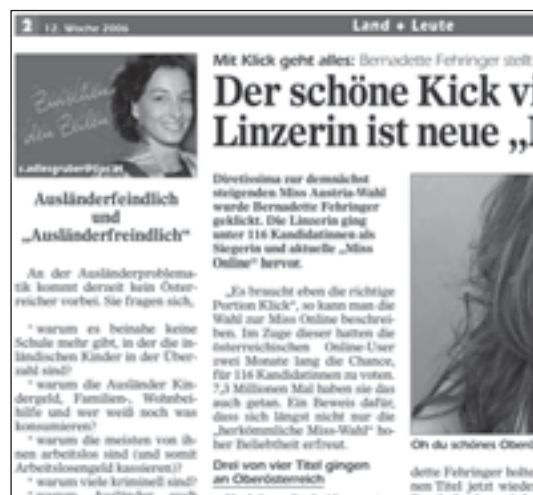 2 12. Woche 2006
Land + Leute
Zwischen
den Zeilen
Ausländerfeindlich
und
„Ausländerfreindlich“
An der Ausländerproblema-
tik kommt derzeit kein Öster-
reicher vorbei. Sie fragen sich,
* warum es beinahe keine
Schule mehr gibt, in der die in-
ländischen Kinder in der Über-
zahl sind?
* warum die Ausländer Kin-
dergeld, Familien-, Wohnbei-
hilfe und wer weiß noch was
konsumieren?
* warum die meisten von ih-
nen arbeitslos sind (und somit
Arbeitslosengeld kassieren)?
* warum viele kriminell sind?
* warum Ausländer auch
Mit Klick geht alles: Bernadette Fehringer stellt
Der schöne Kick vi
Linzerin ist neue „
Diretissima zur demnächst
steigenden Miss Austria-Wahl
wurde Bernadette Fehringer
geklickt. Die Linzerin ging
unter 116 Kandidatinnen als
Siegerin und aktuelle „Miss
Online“ hervor.
„Es braucht eben die richtige
Portion Klick“, so kann man die
Wahl zur Miss Online beschrei-
ben. Im Zuge dieser hatten die
österreichischen Online-User
zwei Monate lang die Chance,
für 116 Kandidatinnen zu voten.
7,3 Millionen Mal haben sie das
auch getan. Ein Beweis dafür,
dass sich längst nicht nur die
„herkömmliche Miss-Wahl“ ho-
her Beliebtheit erfreut.
Drei von vier Titel gingen
an Oberösterreich
Oh du schönes Oberö
dette Fehringer holte
nen Titel jetzt wiede